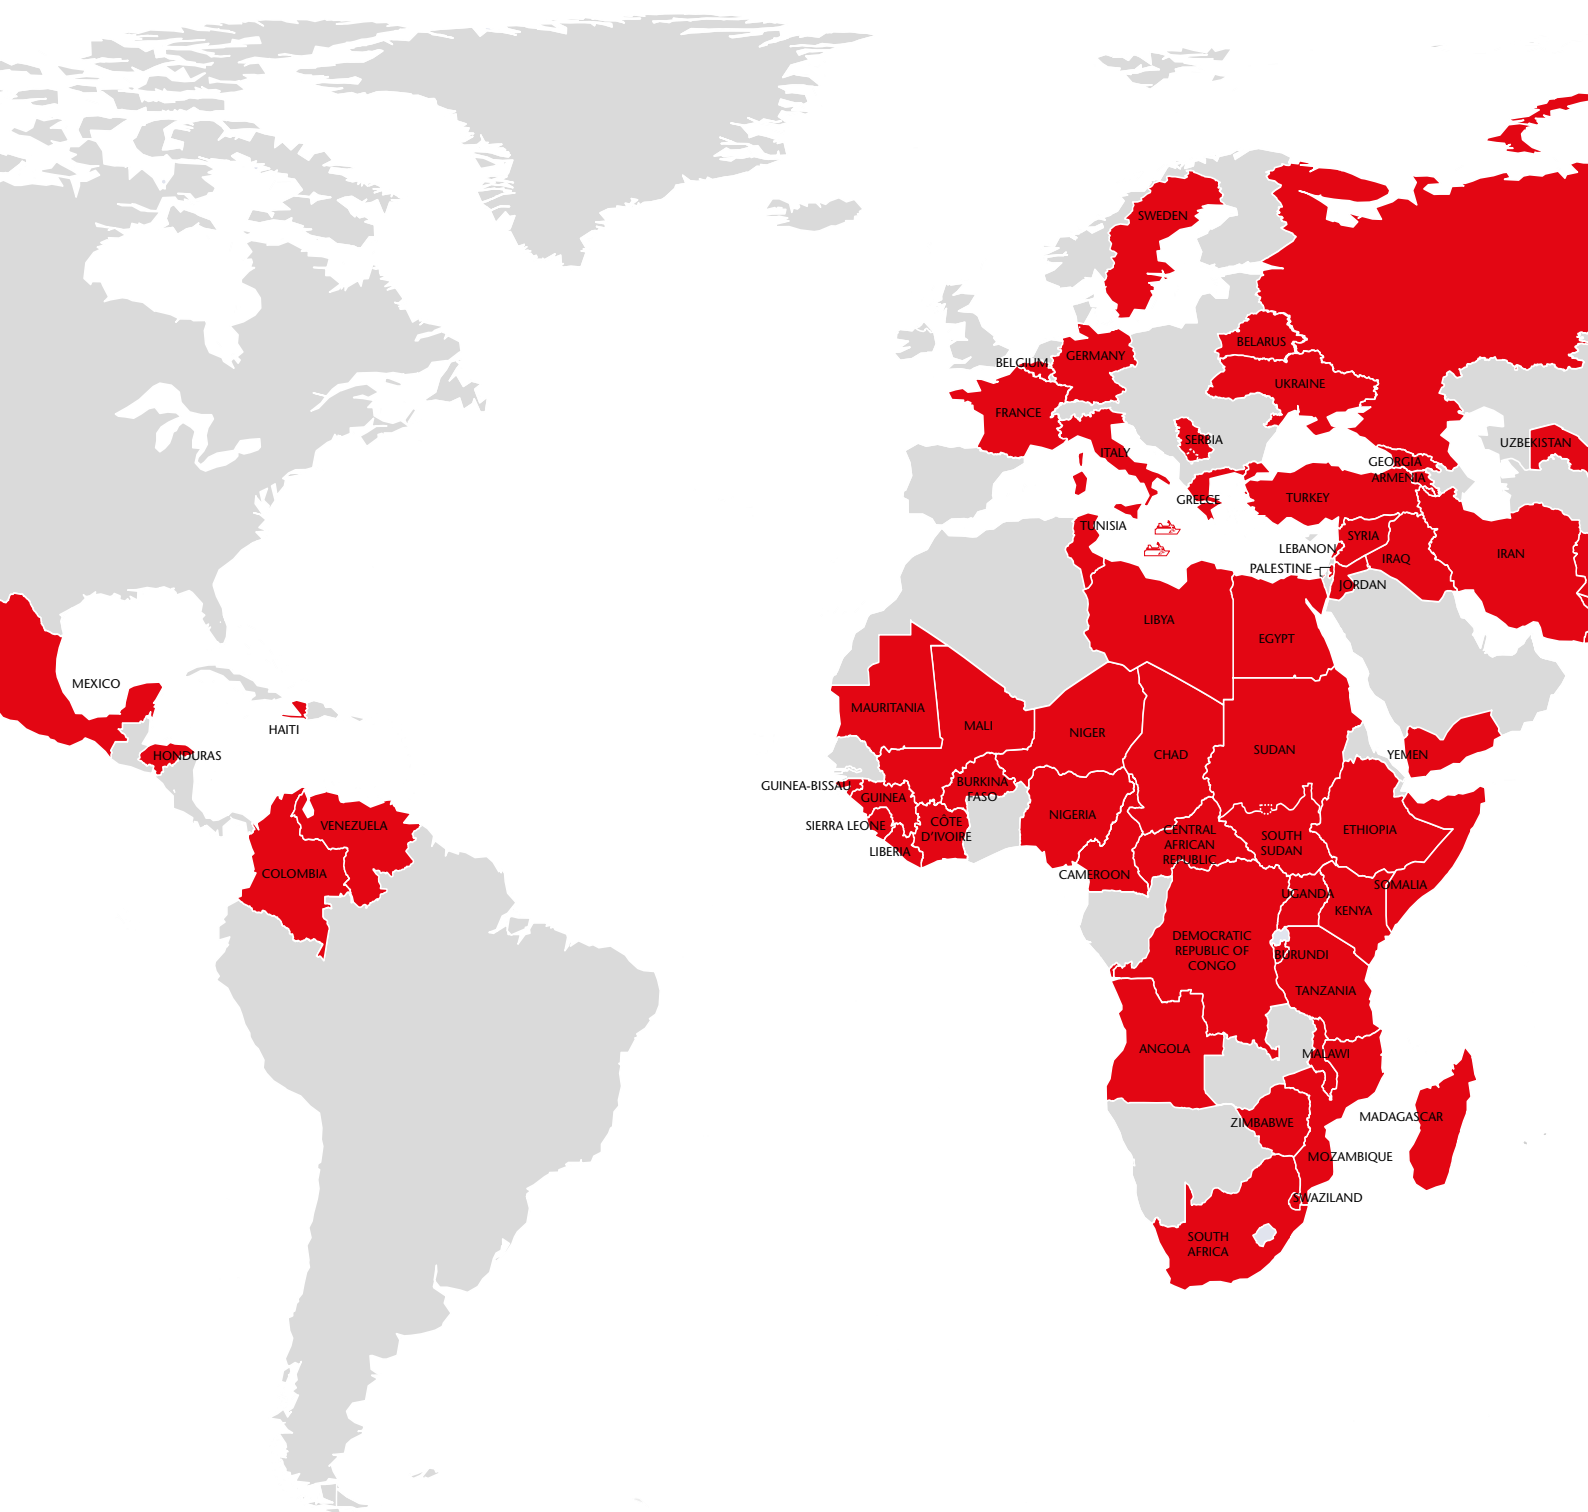 SWEDEN
BELARUS
BELGIUM
GERMANY
UKRAINE
FRANCE
SERBIA
UZBEKISTAN
ITALY
GEORGIA
ARMENIA
GREECE
TURKEY
TUNISIA
SYRIA
LEBANON
IRAQ
IRAN
PALESTINE
JORDAN
LIBYA
EGYPT
MEXICO
HAITI
HONDURAS
MAURITANIA
MALI
NIGER
CHAD
SUDAN
YEMEN
GUINEA-BISSAU
GUINEA
BURKINA
FASO
NIGERIA
SIERRA LEONE
CÔTE
D'IVOIRE
LIBERIA
CENTRAL
AFRICAN
REPUBLIC
SOUTH
SUDAN
ETHIOPIA
VENEZUELA
COLOMBIA
CAMEROON
UGANDA
SOMALIA
KENYA
DEMOCRATIC
REPUBLIC OF
CONGO
BURUNDI
TANZANIA
ANGOLA
MALAWI
ZIMBABWE
MADAGASCAR
MOZAMBIQUE
SWAZILAND
SOUTH
AFRICA